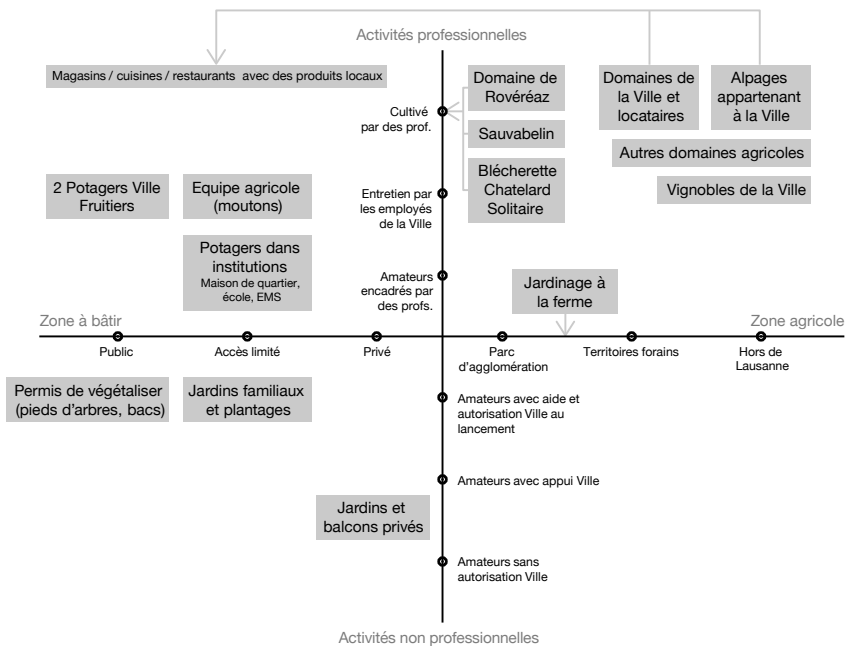 Activités professionnelles
Magasins / cuisines / restaurants avec des produits locaux
Domaine de
Rovéréaz
Domaines de
la Ville et
locataires
Alpages
appartenant
à la Ville
Cultivé
par des prof.
Sauvabelin
Autres domaines agricoles
Blécherette
Chatelard
Solitaire
Vignobles de la Ville
2 Potagers Ville
Fruitiers
Equipe agricole
(moutons)
Entretien par
les employés
de la Ville
Potagers dans
institutions
Maison de quartier,
école, EMS
Amateurs
encadrés par
des profs.
Jardinage à
la ferme
Zone à bâtir
Zone agricole
Public
Accès limité
Privé
Parc
d'agglomération
Territoires forains
Hors de
Lausanne
Permis de végétaliser
(pieds d'arbres, bacs)
Jardins familiaux
et plantages
Amateurs avec aide et
autorisation Ville au
lancement
Amateurs avec appui Ville
Jardins et
balcons privés
Amateurs sans
autorisation Ville
Activités non professionnelles